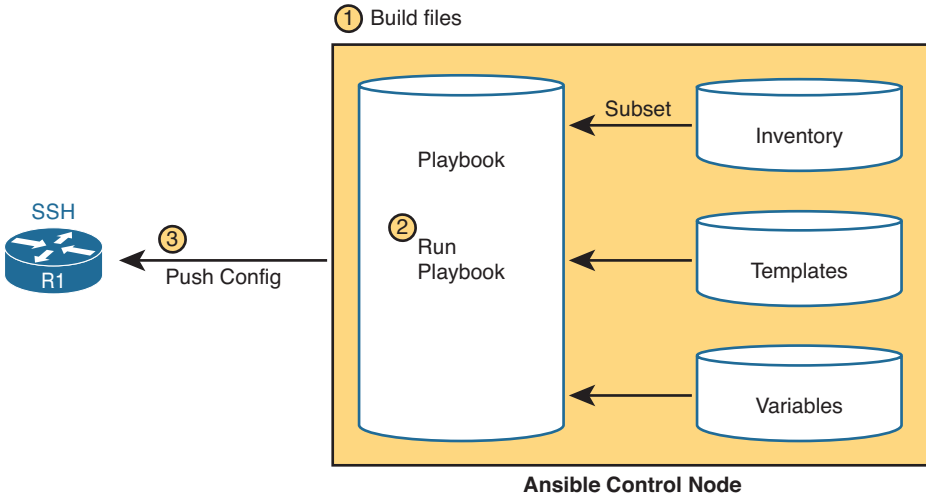 1 Build files
Subset
Inventory
Playbook
SSH
2
3
Run
Playbook
Templates
Push Config
R1
Variables
Ansible Control Node